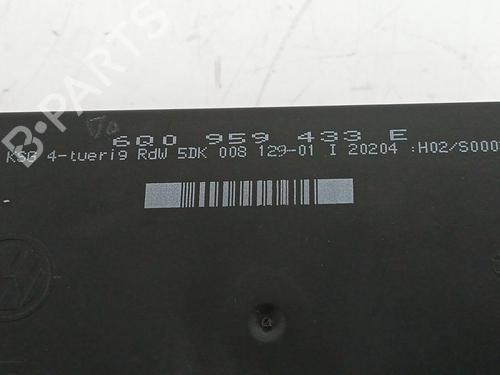 6Q0 959 433 E
KSG 4-tuerig RdW 5DK 008 129-01 I 20204 :H02/S000
B-PARTS